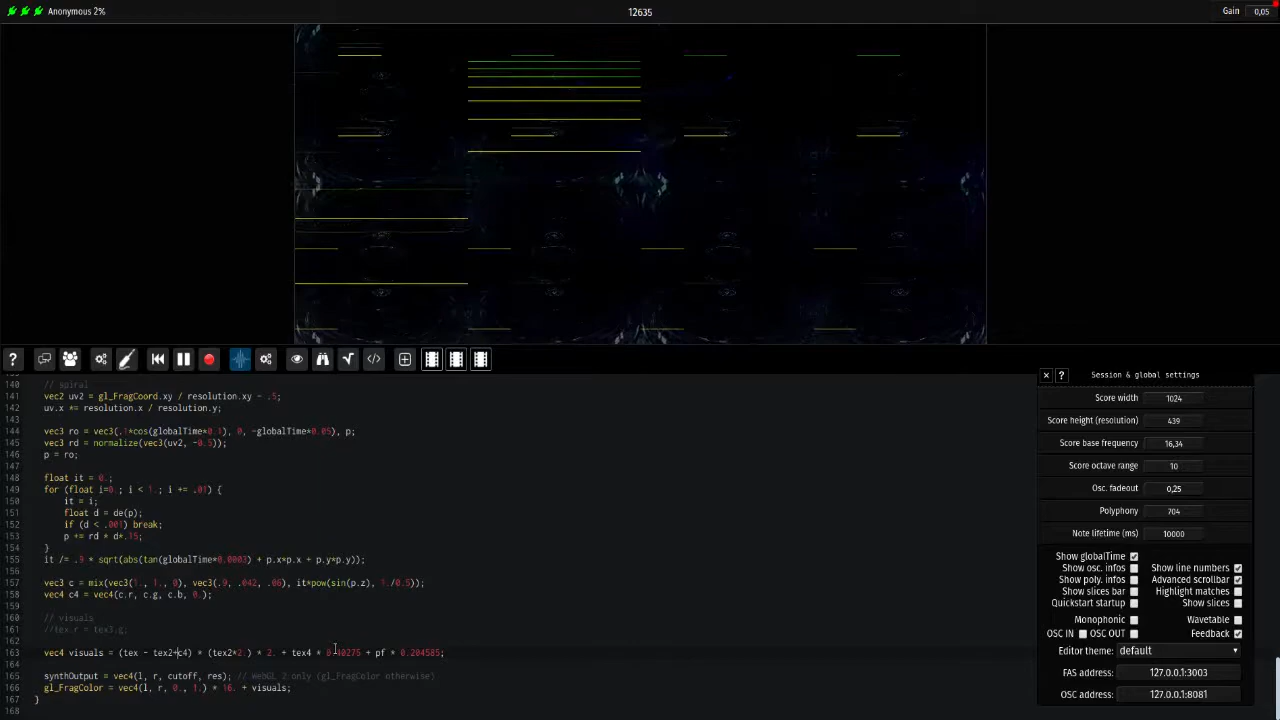 Anonymous 2%
12635
Gain 0,05
140 // spiral
141 vec2 uv2 = gl_FragCoord.xy / resolution.xy - .5;
142 uv.x *= resolution.x / resolution.y;
143
144 vec3 ro = vec3(.1*cos(globalTime*0.1), 0, -globalTime*0.05), p;
145 vec3 rd = normalize(vec3(uv2, -0.5));
146 p = ro;
147
148 float it = 0.;
149 for (float i=0.; i < 1.; i += .01) {
150 it = i;
151 float d = de(p);
152 if (d < .001) break;
153 p += rd * d*.15;
154 }
155 it /= .9 * sqrt(abs(tan(globalTime*0.0003) + p.x*p.x + p.y*p.y));
156
157 vec3 c = mix(vec3(1., 1., 0), vec3(.9, .042, .06), it*pow(sin(p.z), 1./0.5));
158 vec4 c4 = vec4(c.r, c.g, c.b, 0.);
159
160 // visuals
161 //tex.r = tex3.g;
162
163 vec4 visuals = (tex - tex2+c4) * (tex2*2.) * 2. + tex4 * + pf * 0.204585;
164
165 synthOutput = vec4(l, r, cutoff, res); // WebGL 2 only (gl_FragColor otherwise)
166 gl_FragColor = vec4(l, r, 0., 1.) * 16. + visuals;
167 }
168
Session & global settings
Score width 1024
Score height (resolution) 439
Score base frequency 16,34
Score octave range 10
Osc. fadeout 0,25
Polyphony 704
Note lifetime (ms) 10000
Show globalTime
Show osc. infos Show line numbers
Show poly. infos Advanced scrollbar
Show slices bar Highlight matches
Quickstart startup Show slices
Monophonic Wavetable
OSC IN OSC OUT Feedback
Editor theme: default
FAS address: 127.0.0.1:3003
OSC address: 127.0.0.1:8081